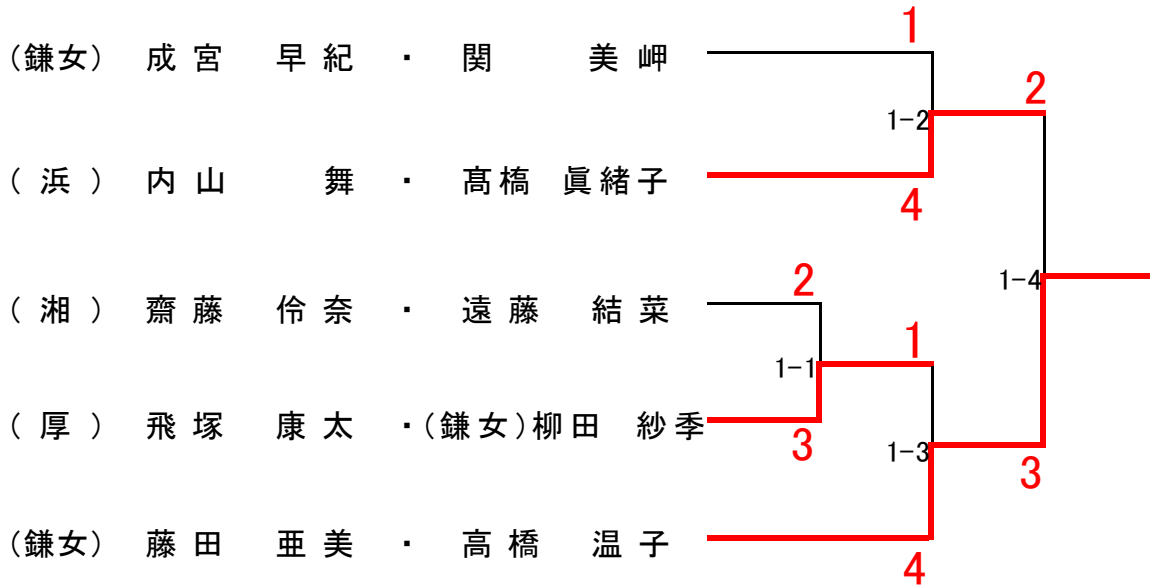 1
(鎌女) 成宮 早紀 ・ 関 美岬
2
1-2
(浜) 内山 舞 ・ 髙橋 眞緒子
4
2
1-4
(湘) 齋藤 伶奈 ・ 遠藤 結菜
1
1-1
(厚) 飛塚 康太 ・(鎌女)柳田 紗季
3
1-3
3
(鎌女) 藤田 亜美 ・ 高橋 温子
4